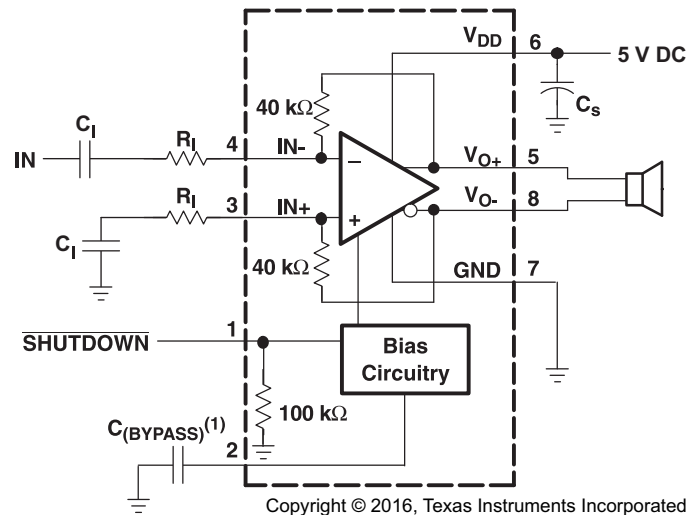 V_DD 6
5 V DC
40 kΩ
C_S
C_I
R_I
4
IN-
IN
−
V_O+ 5
R_I
3
IN+
+
V_O- 8
C_I
40 kΩ
GND 7
SHUTDOWN
1
Bias
Circuitry
100 kΩ
C_(BYPASS)^(1)
2
Copyright © 2016, Texas Instruments Incorporated